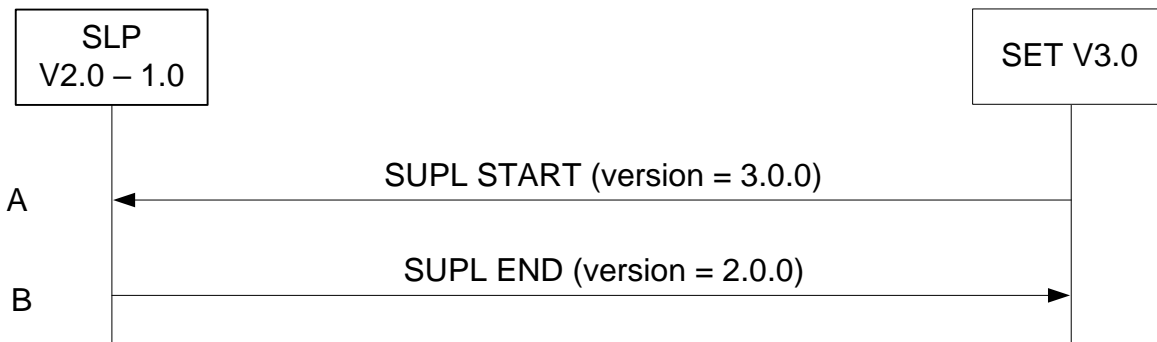 SLP
V2.0 – 1.0
SET V3.0
SUPL START (version = 3.0.0)
A
SUPL END (version = 2.0.0)
B